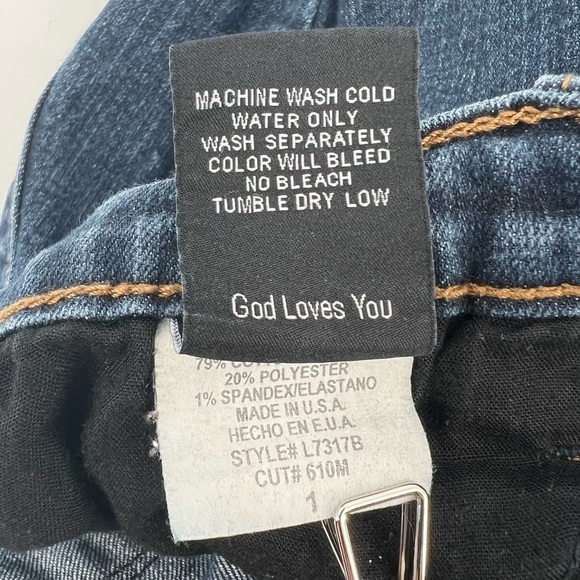 MACHINE WASH COLD
WATER ONLY
WASH SEPARATELY
COLOR WILL BLEED
NO BLEACH
TUMBLE DRY LOW
God Loves You
79%
20% POLYESTER
1% SPANDEX/ELASTANO
MADE IN U.S.A.
HECHO EN E.U.A.
STYLE# L7317B
CUT# 610M
1